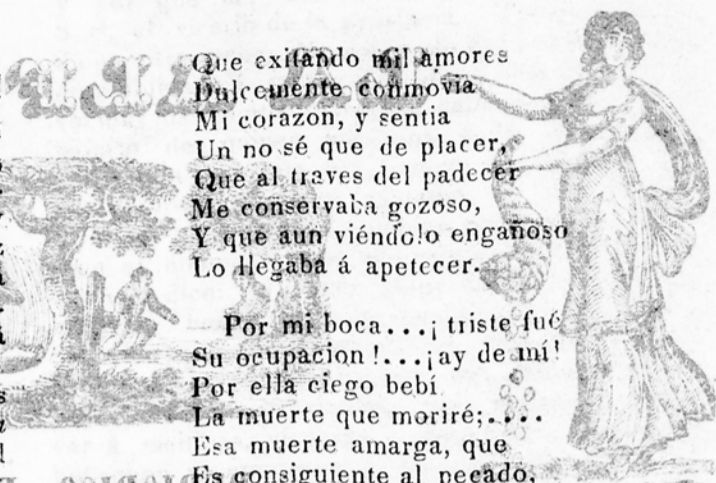 Que exitando mil amores
Dulcemente conmovia
Mi corazon, y sentia
Un no sé que de placer,
Que al traves del padecer
Me conservaba gozoso,
Y que aun viéndolo engañoso
Lo llegaba á apetecer.
Por mi boca...¡ triste fué
Su ocupacion!...¡ay de mí!
Por ella ciego bebí
La muerte que moriré;....
Esa muerte amarga, que
Es consiguiente al pecado,